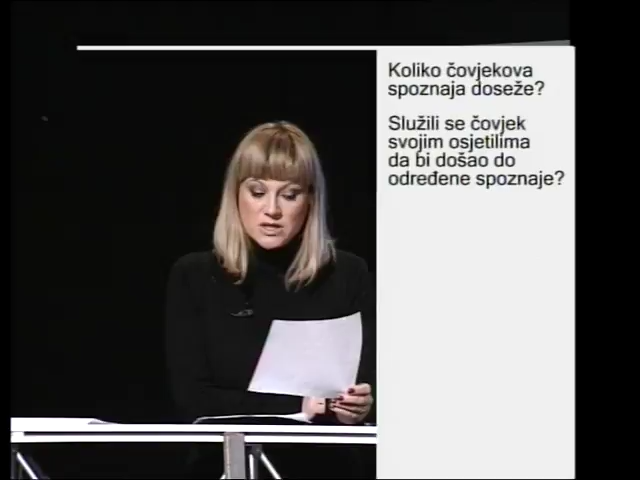 Koliko čovjekova
spoznaja doseže?
Služili se čovjek
svojim osjetilima
da bi došao do
određene spoznaje?